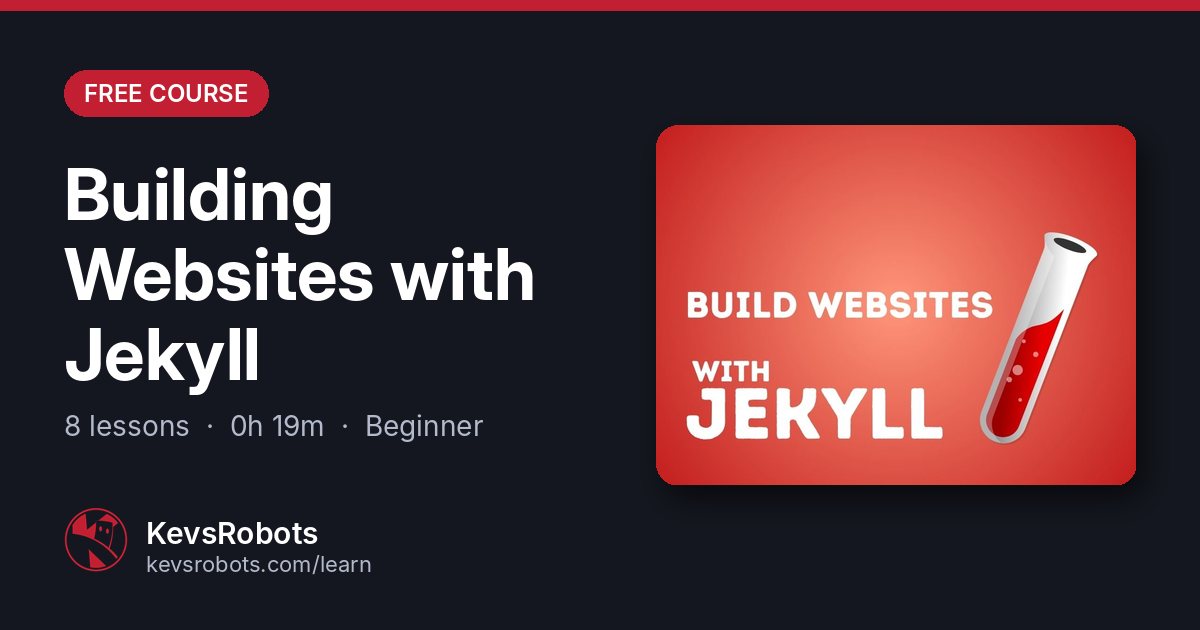 FREE COURSE
Building
Websites with
Jekyll
8 lessons · 0h 19m · Beginner
KevsRobots
kevsrobots.com/learn
BUILD WEBSITES
WITH
JEKYLL